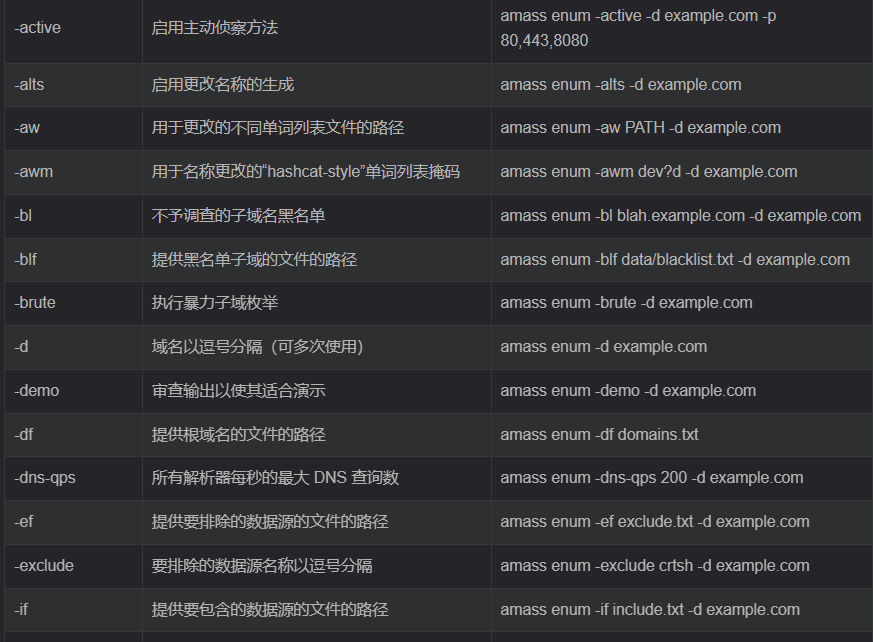 -active 启用主动侦察方法 amass enum -active -d example.com -p
80,443,8080
-alts 启用更改名称的生成 amass enum -alts -d example.com
-aw 用于更改的不同单词列表文件的路径 amass enum -aw PATH -d example.com
-awm 用于名称更改的“hashcat-style”单词列表掩码 amass enum -awm dev?d -d example.com
-bl 不予调查的子域名黑名单 amass enum -bl blah.example.com -d example.com
-blf 提供黑名单子域的文件的路径 amass enum -blf data/blacklist.txt -d example.com
-brute 执行暴力子域枚举 amass enum -brute -d example.com
-d 域名以逗号分隔（可多次使用） amass enum -d example.com
-demo 审查输出以使其适合演示 amass enum -demo -d example.com
-df 提供根域名的文件的路径 amass enum -df domains.txt
-dns-qps 所有解析器每秒的最大 DNS 查询数 amass enum -dns-qps 200 -d example.com
-ef 提供要排除的数据源的文件的路径 amass enum -ef exclude.txt -d example.com
-exclude 要排除的数据源名称以逗号分隔 amass enum -exclude crtsh -d example.com
-if 提供要包含的数据源的文件的路径 amass enum -if include.txt -d example.com